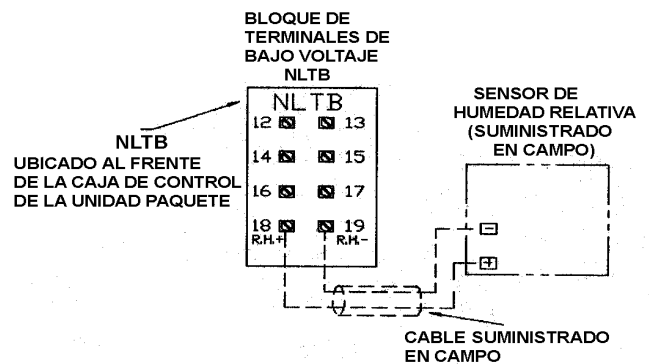 BLOQUE DE
TERMINALES DE
BAJO VOLTAJE
NLTB
NLTB
12 13
14 15
16 17
18 19
R.H.+ R.H.-
NLTB
UBICADO AL FRENTE
DE LA CAJA DE CONTROL
DE LA UNIDAD PAQUETE
SENSOR DE
HUMEDAD RELATIVA
(SUMINISTRADO
EN CAMPO)
-
+
CABLE SUMINISTRADO
EN CAMPO